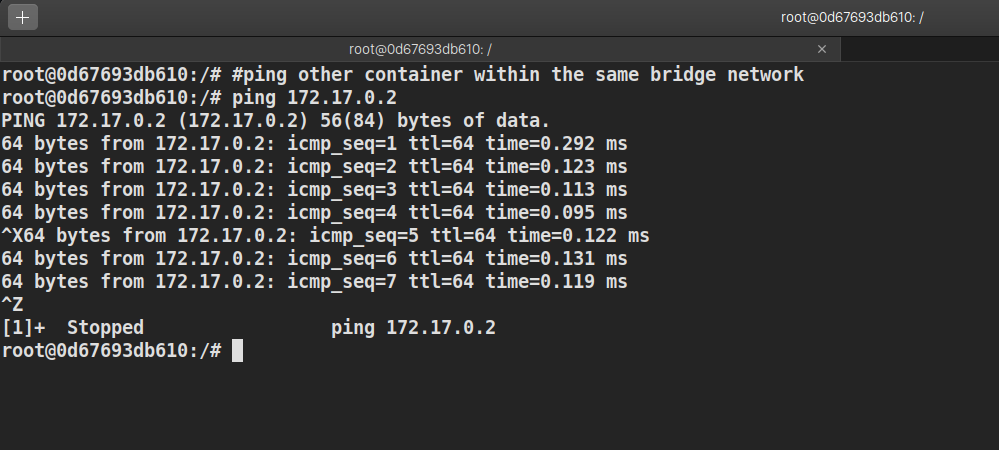 root@0d67693db610: /
root@0d67693db610: /
root@0d67693db610:/# #ping other container within the same bridge network
root@0d67693db610:/# ping 172.17.0.2
PING 172.17.0.2 (172.17.0.2) 56(84) bytes of data.
64 bytes from 172.17.0.2: icmp_seq=1 ttl=64 time=0.292 ms
64 bytes from 172.17.0.2: icmp_seq=2 ttl=64 time=0.123 ms
64 bytes from 172.17.0.2: icmp_seq=3 ttl=64 time=0.113 ms
64 bytes from 172.17.0.2: icmp_seq=4 ttl=64 time=0.095 ms
^X64 bytes from 172.17.0.2: icmp_seq=5 ttl=64 time=0.122 ms
64 bytes from 172.17.0.2: icmp_seq=6 ttl=64 time=0.131 ms
64 bytes from 172.17.0.2: icmp_seq=7 ttl=64 time=0.119 ms
^Z
[1]+  Stopped                 ping 172.17.0.2
root@0d67693db610:/#